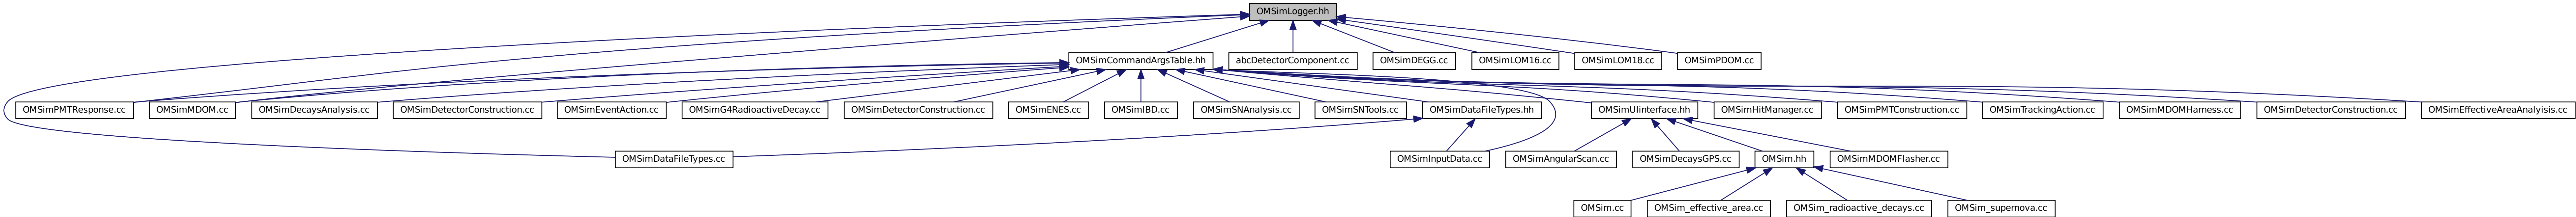 OMSimLogger.hh
OMSimCommandArgsTable.hh
abcDetectorComponent.cc
OMSimDEGG.cc
OMSimLOM16.cc
OMSimLOM18.cc
OMSimPDOM.cc
OMSimPMTResponse.cc
OMSimMDOM.cc
OMSimDecaysAnalysis.cc
OMSimDetectorConstruction.cc
OMSimEventAction.cc
OMSimG4RadioactiveDecay.cc
OMSimDetectorConstruction.cc
OMSimENES.cc
OMSimIBD.cc
OMSimSNAnalysis.cc
OMSimSNTools.cc
OMSimDataFileTypes.hh
OMSimUIinterface.hh
OMSimHitManager.cc
OMSimPMTConstruction.cc
OMSimTrackingAction.cc
OMSimMDOMHarness.cc
OMSimDetectorConstruction.cc
OMSimEffectiveAreaAnalyisis.cc
OMSimDataFileTypes.cc
OMSimInputData.cc
OMSimAngularScan.cc
OMSimDecaysGPS.cc
OMSim.hh
OMSimMDOMFlasher.cc
OMSim.cc
OMSim_effective_area.cc
OMSim_radioactive_decays.cc
OMSim_supernova.cc